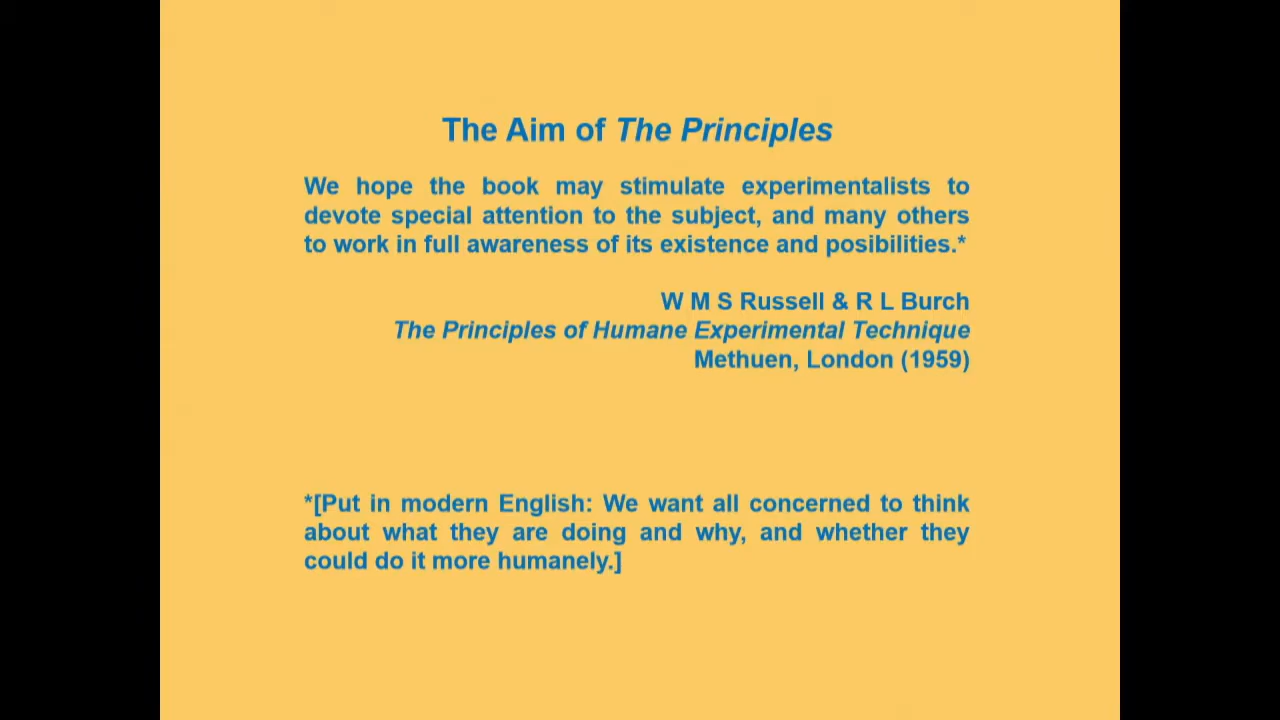 The Aim of The Principles
We hope the book may stimulate experimentalists to
devote special attention to the subject, and many others
to work in full awareness of its existence and posibilities.*
W M S Russell & R L Burch
The Principles of Humane Experimental Technique
Methuen, London (1959)
*[Put in modern English: We want all concerned to think
about what they are doing and why, and whether they
could do it more humanely.]